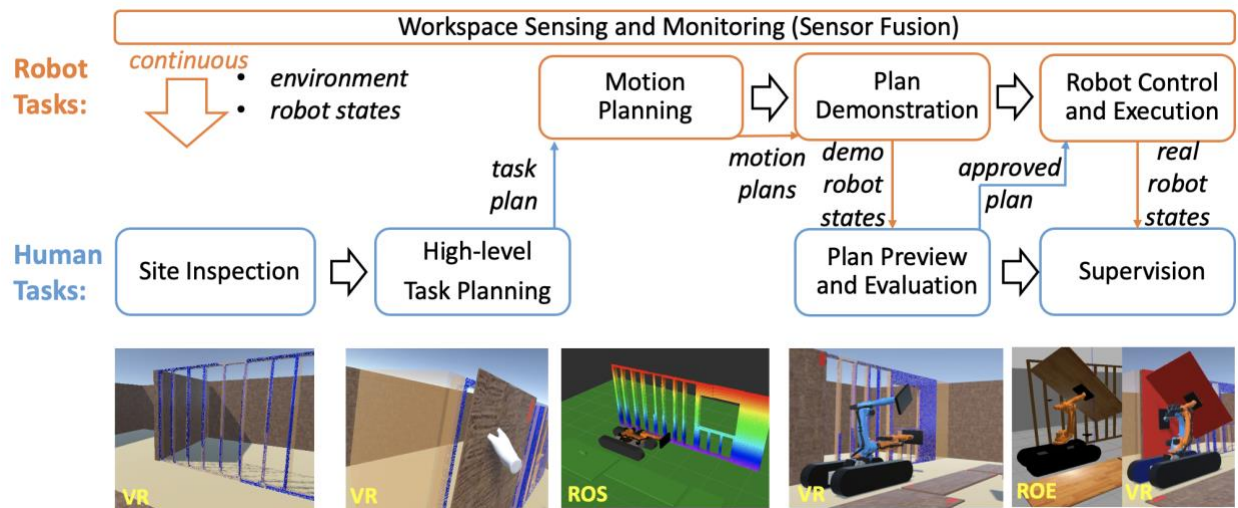 Workspace Sensing and Monitoring (Sensor Fusion)
Robot
Tasks:
continuous
• environment
• robot states
Motion
Planning
Plan
Demonstration
Robot Control
and Execution
task
plan
motion
plans
demo
robot
states
approved
plan
real
robot
states
Human
Tasks:
Site Inspection
High-level
Task Planning
Plan Preview
and Evaluation
Supervision
VR
VR
ROS
VR
ROE
VR